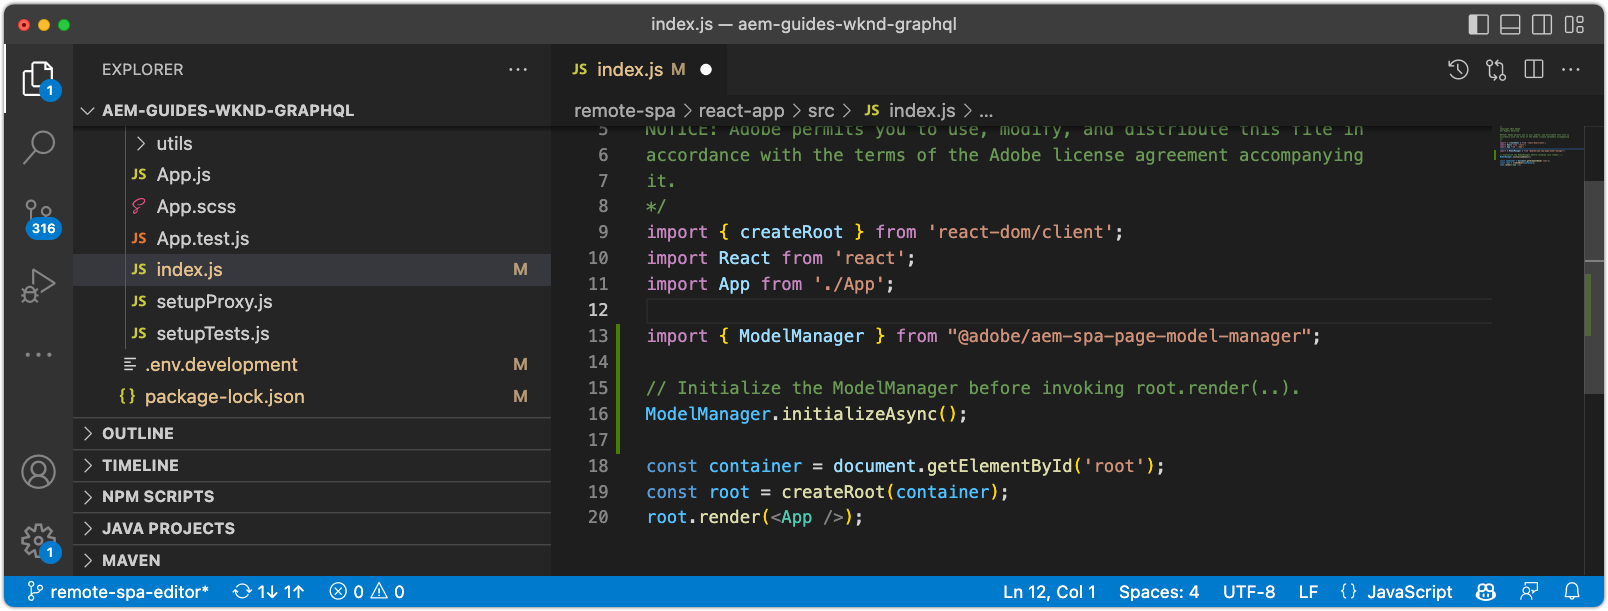 index.js — aem-guides-wknd-graphql
EXPLORER
AEM-GUIDES-WKND-GRAPHQL
utils
JS App.js
App.scss
JS App.test.js
JS index.js M
JS setupProxy.js
JS setupTests.js
.env.development M
{} package-lock.json M
OUTLINE
TIMELINE
NPM SCRIPTS
JAVA PROJECTS
MAVEN
1
316
1
JS index.js M
remote-spa > react-app > src > JS index.js > ...
5 NOTICE: Adobe permits you to use, modify, and distribute this file in
6 accordance with the terms of the Adobe license agreement accompanying
7 it.
8 */
9 import { createRoot } from 'react-dom/client';
10 import React from 'react';
11 import App from './App';
12
13 import { ModelManager } from "@adobe/aem-spa-page-model-manager";
14
15 // Initialize the ModelManager before invoking root.render(..).
16 ModelManager.initializeAsync();
17
18 const container = document.getElementById('root');
19 const root = createRoot(container);
20 root.render(<App />);
remote-spa-editor* 1↓ 1↑ 0 0 Ln 12, Col 1 Spaces: 4 UTF-8 LF {} JavaScript